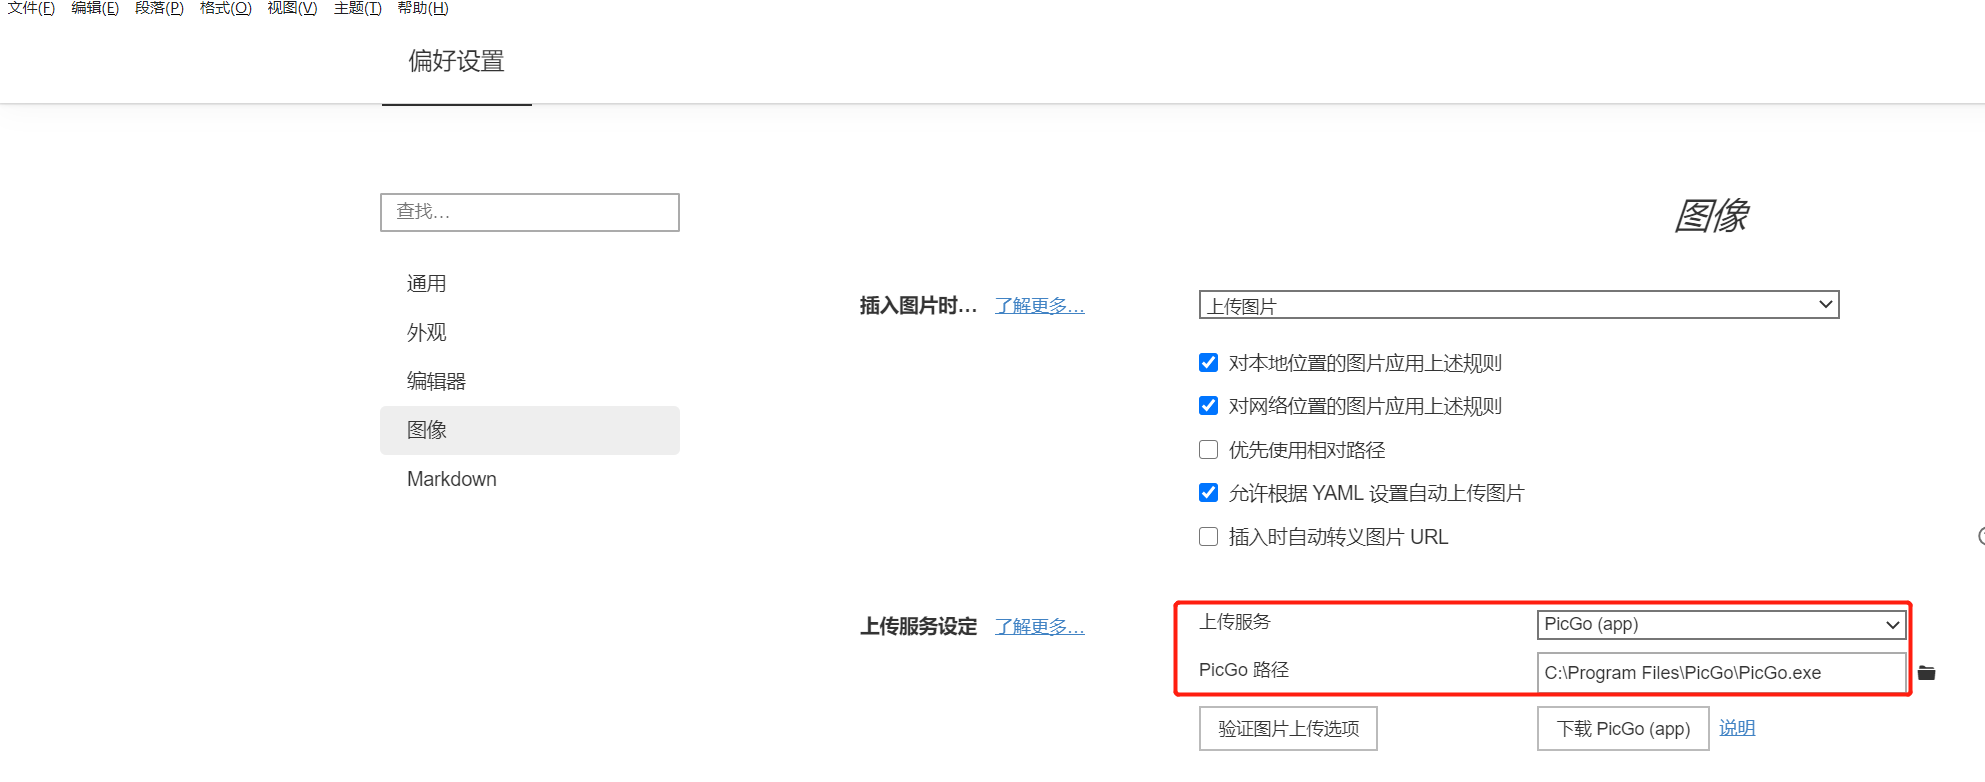 文件(F) 编辑(E) 段落(P) 格式(O) 视图(V) 主题(T) 帮助(H)
偏好设置
查找...
通用
外观
编辑器
图像
Markdown
图像
插入图片时... 了解更多... 上传图片
对本地位置的图片应用上述规则
对网络位置的图片应用上述规则
优先使用相对路径
允许根据 YAML 设置自动上传图片
插入时自动转义图片 URL
上传服务设定 了解更多... 上传服务 PicGo (app)
PicGo 路径 C:\Program Files\PicGo\PicGo.exe
验证图片上传选项 下载 PicGo (app) 说明